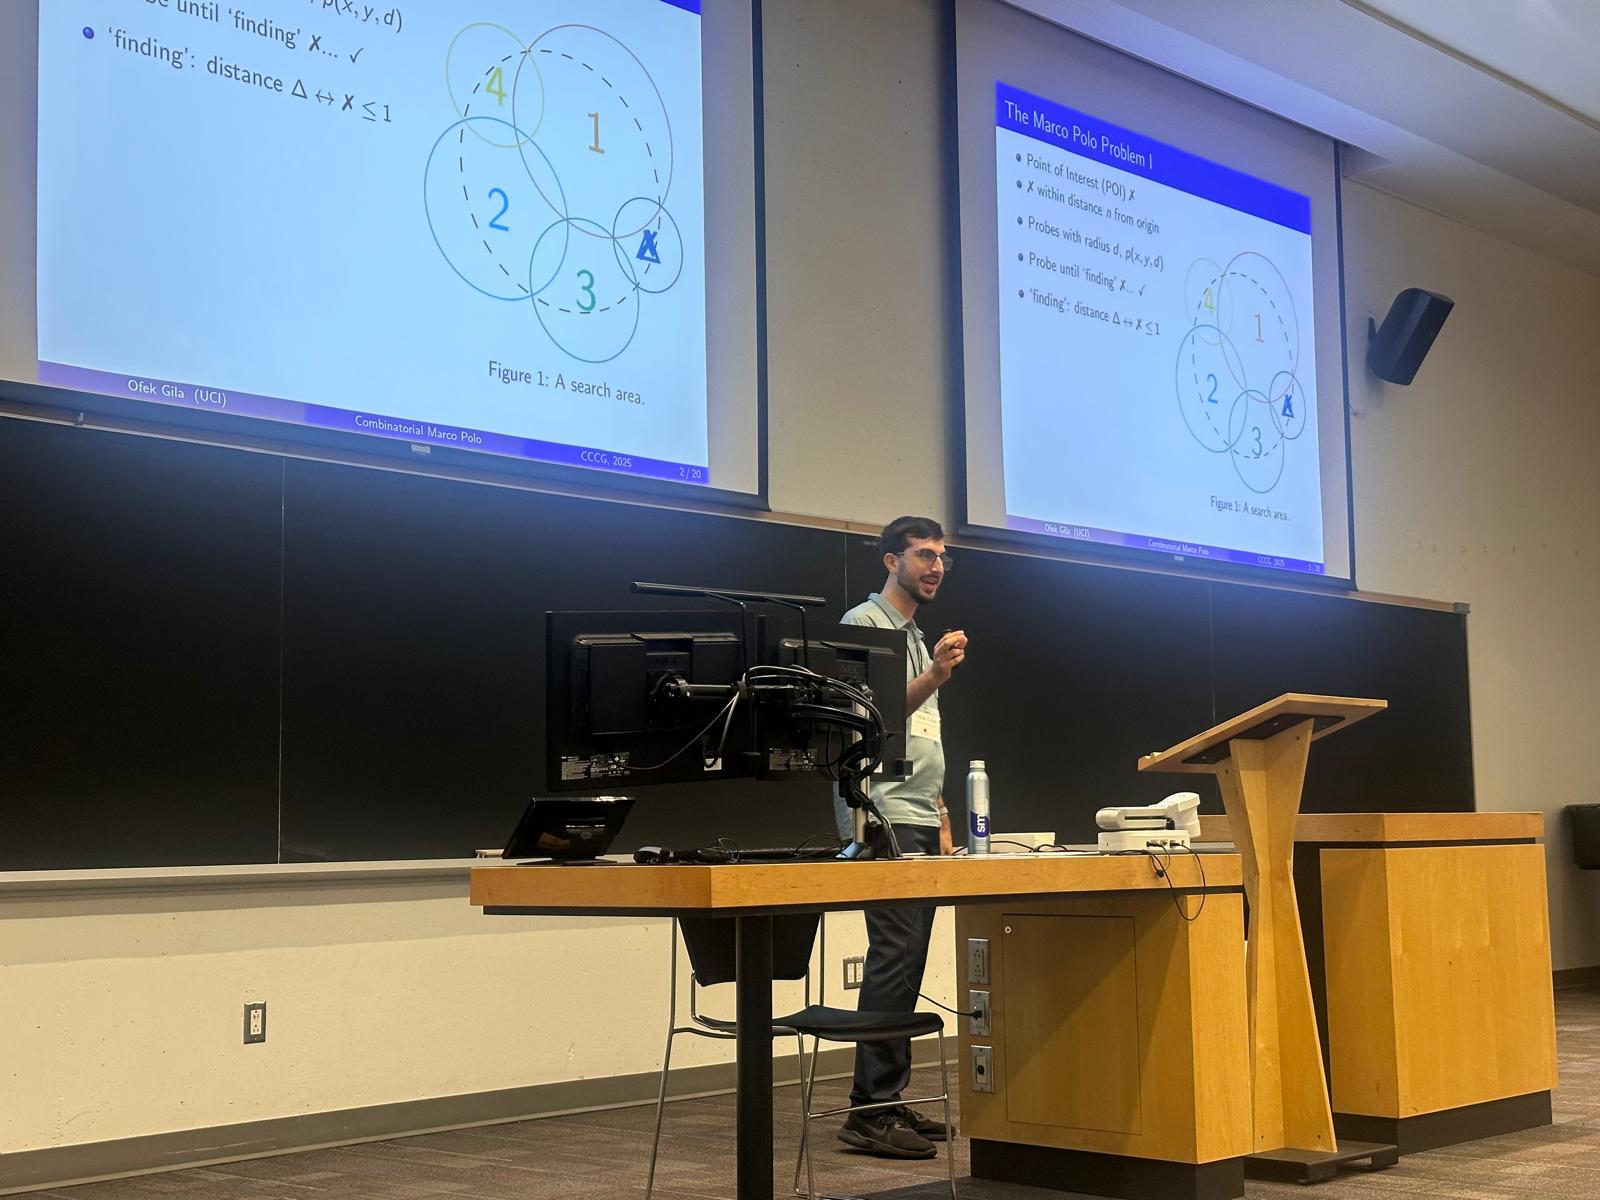 p(x, y, d)
until ‘finding’ ✗... ✓
• ‘finding’: distance Δ ↔ ✗ ≤ 1
4
1
2
3
Figure 1: A search area.
Ofek Gila (UCI)
Combinatorial Marco Polo
CCCG, 2025
2 / 20
The Marco Polo Problem I
• Point of Interest (POI) ✗
• ✗ within distance n from origin
• Probes with radius d, p(x, y, d)
• Probe until ‘finding’ ✗... ✓
• ‘finding’: distance Δ ↔ ✗ ≤ 1
4
1
2
3
Figure 1: A search area.
Ofek Gila (UCI)
Combinatorial Marco Polo
CCCG, 2025
2 / 20
NEC
sm